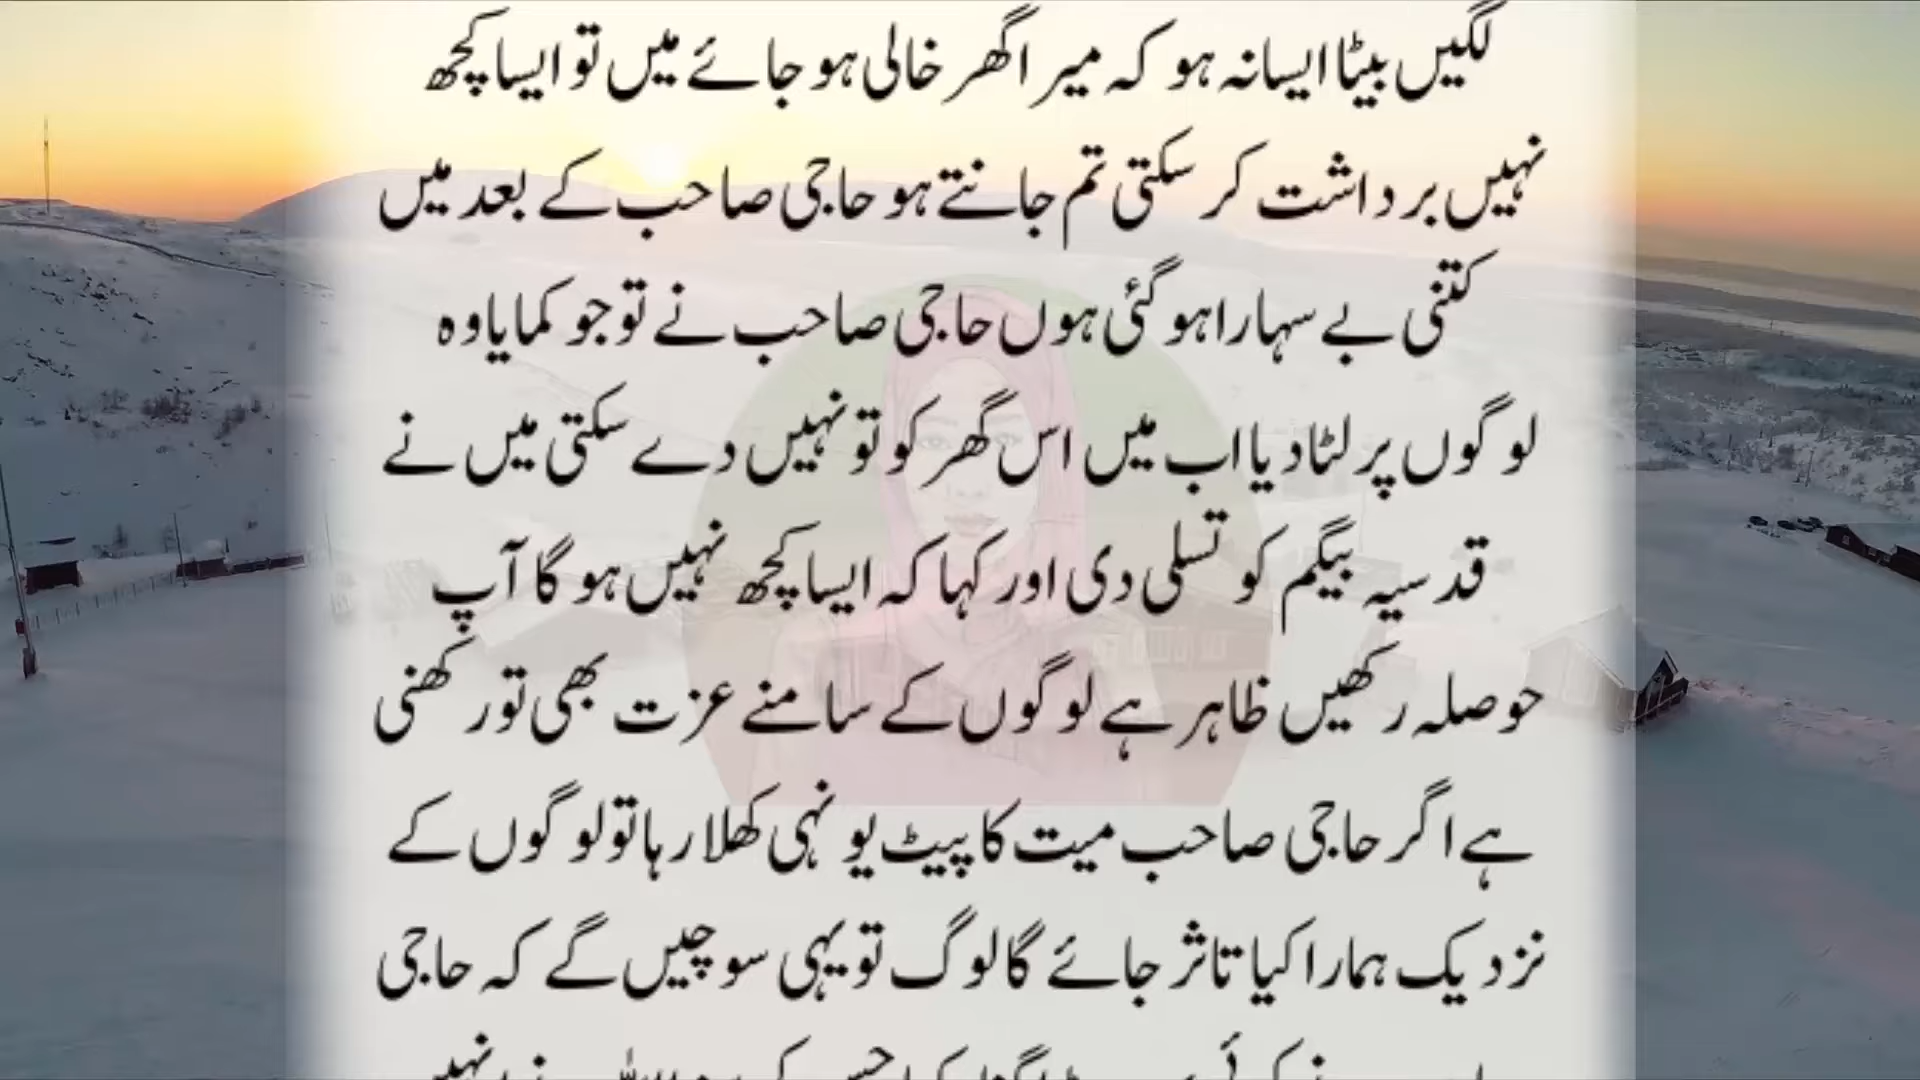 لگیں بیٹا ایسا نہ ہو کہ میرا گھر خالی ہو جائے میں تو ایسا کچھ
نہیں برداشت کر سکتی تم جانتے ہو حاجی صاحب کے بعد میں
کتنی بے سہارا ہو گئی ہوں حاجی صاحب نے تو جو کمایا وہ
لوگوں پر لٹا دیا اب میں اس گھر کو تو نہیں دے سکتی میں نے
قدسیہ بیگم کو تسلی دی اور کہا کہ ایسا کچھ نہیں ہو گا آپ
حوصلہ رکھیں ظاہر ہے لوگوں کے سامنے عزت بھی تو رکھنی
ہے اگر حاجی صاحب میت کا پیٹ یو نہی کھلا رہا تو لوگوں کے
نزدیک ہمارا کیا تاثر جائے گا لوگ تو یہی سوچیں گے کہ حاجی